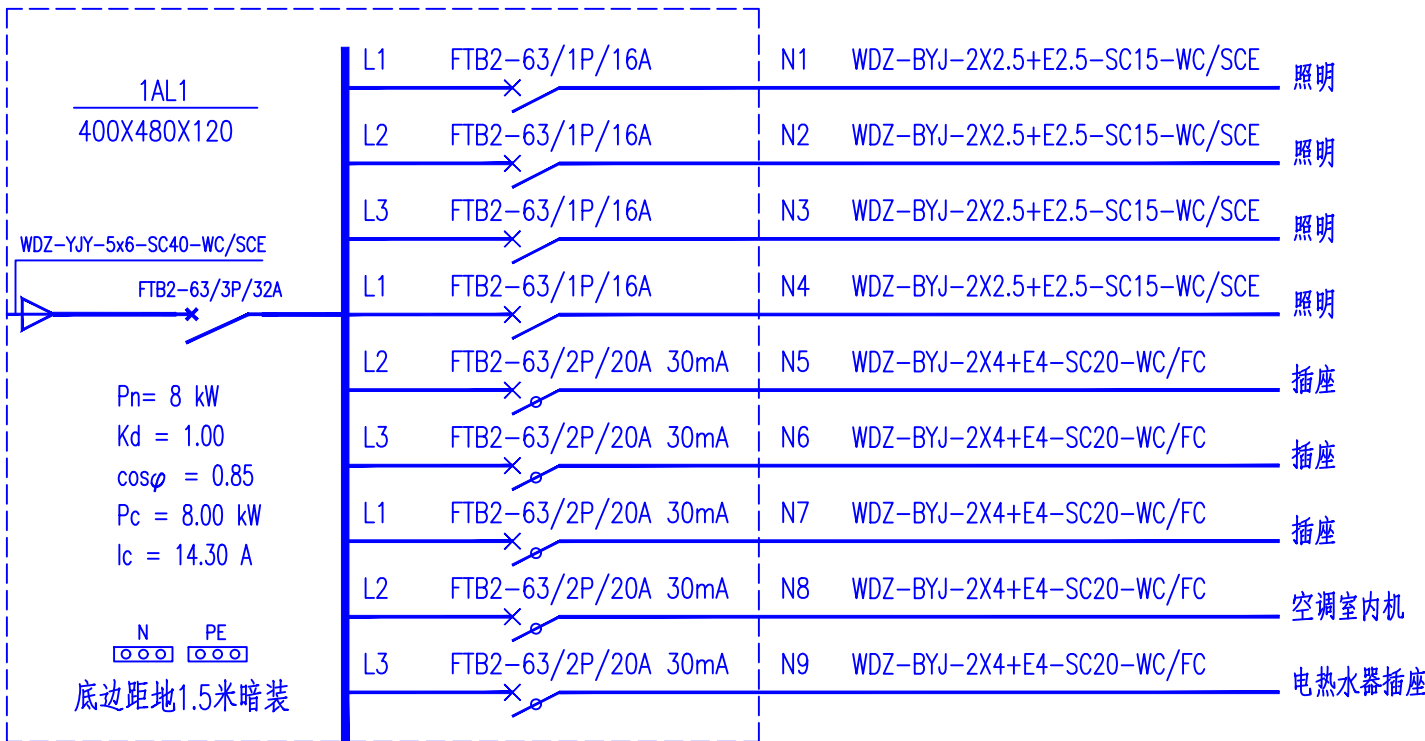 1AL1
400X480X120
WDZ-YJY-5x6-SC40-WC/SCE
FTB2-63/3P/32A
Pn= 8 kW
Kd = 1.00
cosφ = 0.85
Pc = 8.00 kW
Ic = 14.30 A
N PE
底边距地1.5米暗装
L1 FTB2-63/1P/16A N1 WDZ-BYJ-2X2.5+E2.5-SC15-WC/SCE 照明
L2 FTB2-63/1P/16A N2 WDZ-BYJ-2X2.5+E2.5-SC15-WC/SCE 照明
L3 FTB2-63/1P/16A N3 WDZ-BYJ-2X2.5+E2.5-SC15-WC/SCE 照明
L1 FTB2-63/1P/16A N4 WDZ-BYJ-2X2.5+E2.5-SC15-WC/SCE 照明
L2 FTB2-63/2P/20A 30mA N5 WDZ-BYJ-2X4+E4-SC20-WC/FC 插座
L3 FTB2-63/2P/20A 30mA N6 WDZ-BYJ-2X4+E4-SC20-WC/FC 插座
L1 FTB2-63/2P/20A 30mA N7 WDZ-BYJ-2X4+E4-SC20-WC/FC 插座
L2 FTB2-63/2P/20A 30mA N8 WDZ-BYJ-2X4+E4-SC20-WC/FC 空调室内机
L3 FTB2-63/2P/20A 30mA N9 WDZ-BYJ-2X4+E4-SC20-WC/FC 电热水器插座